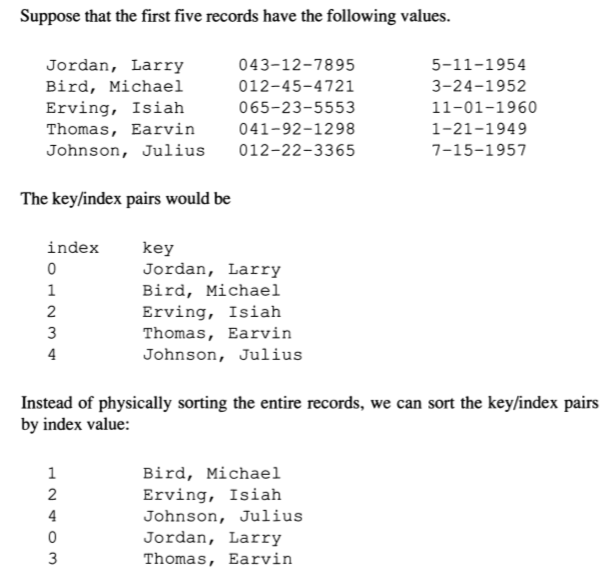 Suppose that the first five records have the following values.
Jordan, Larry 043-12-7895 5-11-1954
Bird, Michael 012-45-4721 3-24-1952
Erving, Isiah 065-23-5553 11-01-1960
Thomas, Earvin 041-92-1298 1-21-1949
Johnson, Julius 012-22-3365 7-15-1957
The key/index pairs would be
index key
0 Jordan, Larry
1 Bird, Michael
2 Erving, Isiah
3 Thomas, Earvin
4 Johnson, Julius
Instead of physically sorting the entire records, we can sort the key/index pairs
by index value:
1 Bird, Michael
2 Erving, Isiah
4 Johnson, Julius
0 Jordan, Larry
3 Thomas, Earvin